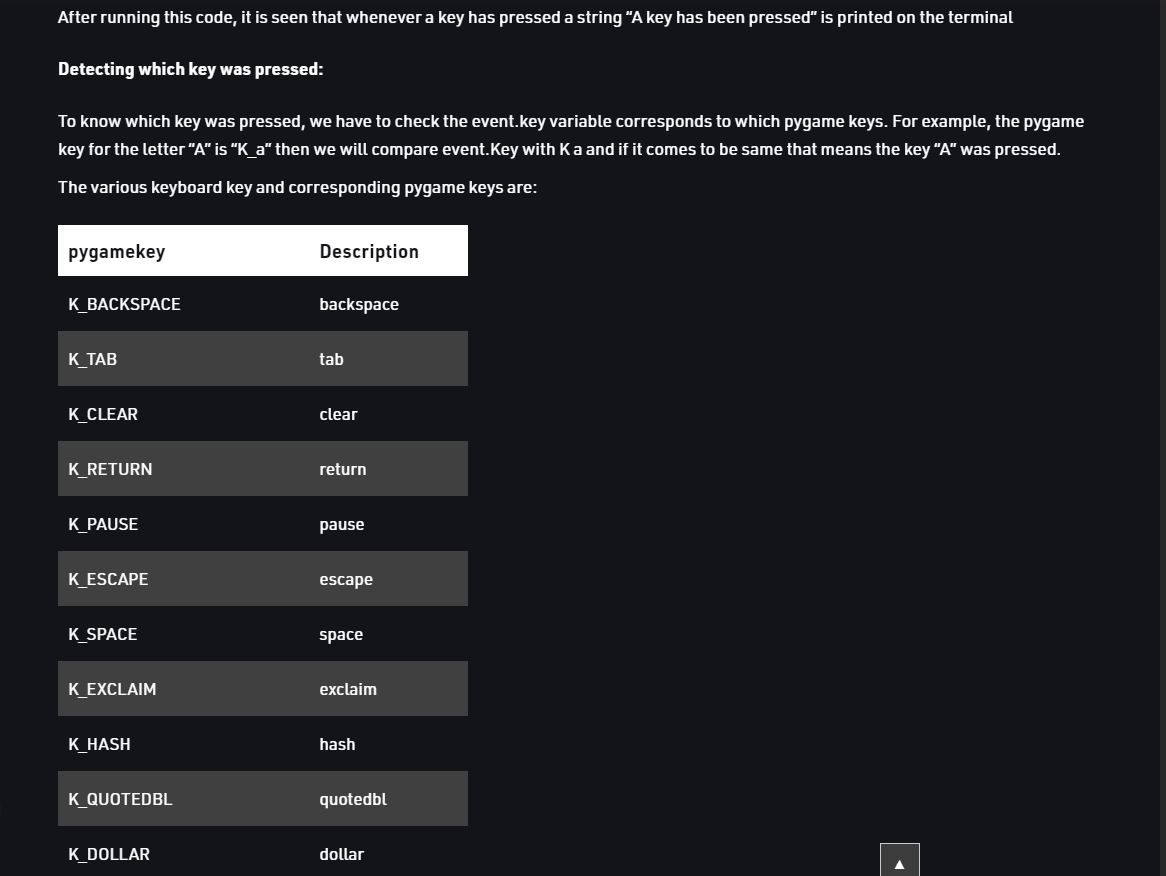 After running this code, it is seen that whenever a key has pressed a string “A key has been pressed” is printed on the terminal
Detecting which key was pressed:
To know which key was pressed, we have to check the event.key variable corresponds to which pygame keys. For example, the pygame
key for the letter “A” is “K_a” then we will compare event.Key with K a and if it comes to be same that means the key “A” was pressed.
The various keyboard key and corresponding pygame keys are:
pygamekey Description
K_BACKSPACE backspace
K_TAB tab
K_CLEAR clear
K_RETURN return
K_PAUSE pause
K_ESCAPE escape
K_SPACE space
K_EXCLAIM exclaim
K_HASH hash
K_QUOTEDBL quotedbl
K_DOLLAR dollar